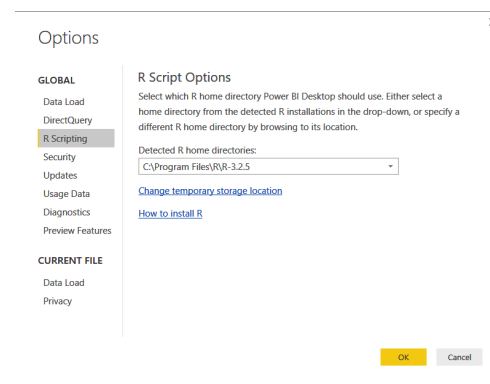 Options
GLOBAL
Data Load
DirectQuery
R Scripting
Security
Updates
Usage Data
Diagnostics
Preview Features
CURRENT FILE
Data Load
Privacy
R Script Options
Select which R home directory Power BI Desktop should use. Either select a
home directory from the detected R installations in the drop-down, or specify a
different R home directory by browsing to its location.
Detected R home directories:
C:\Program Files\R\R-3.2.5
Change temporary storage location
How to install R
OK
Cancel